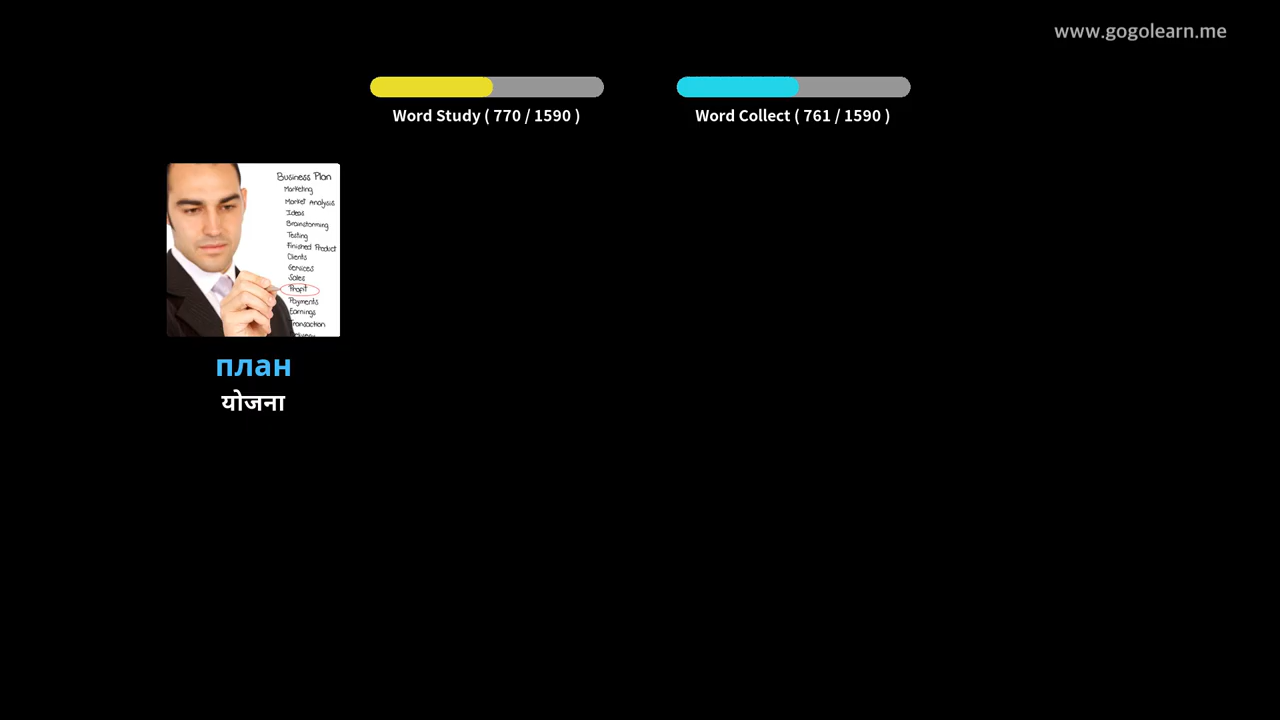 www.gogolearn.me
Word Study ( 770 / 1590 )
Word Collect ( 761 / 1590 )
Business Plan
Marketing
Market Analysis
Ideas
Brainstorming
Testing
Finished Product
Clients
Services
Sales
Profit
Payments
Earnings
Transaction
план
योजना